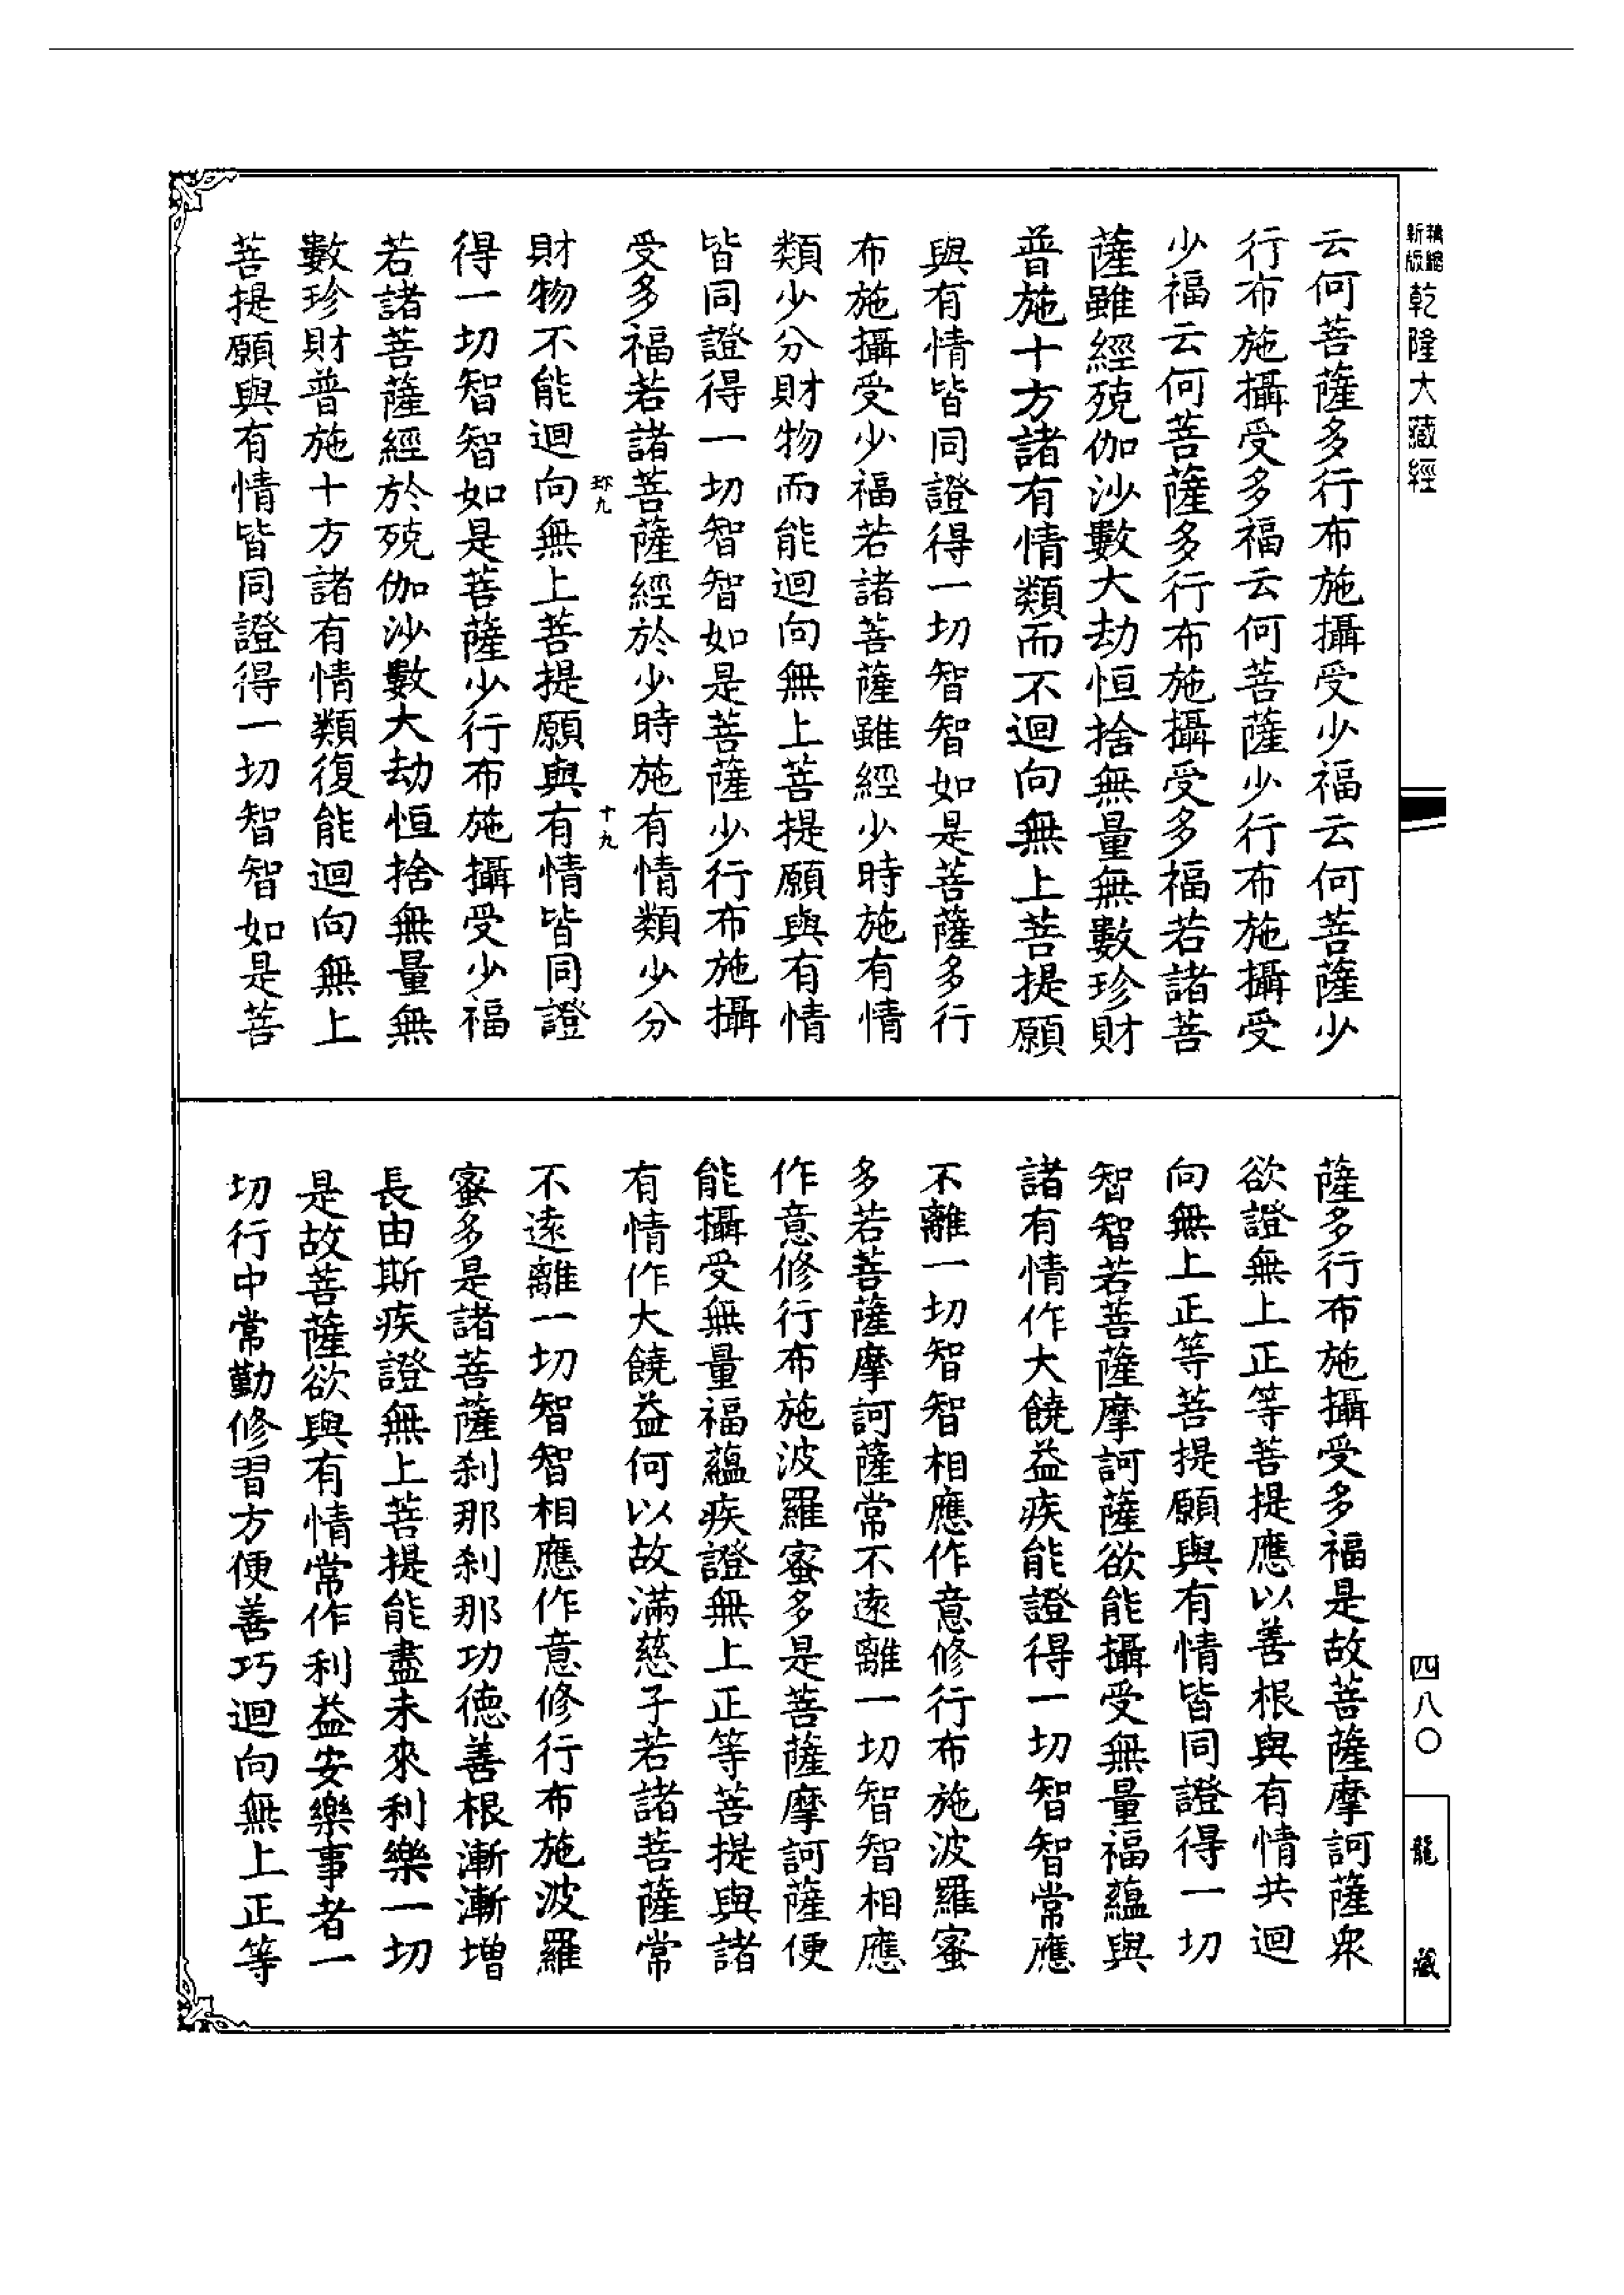 新版精縮乾隆大藏經
云何菩薩多行布施攝受少福云何菩薩少
行布施攝受多福云何菩薩少行布施攝受
少福云何菩薩多行布施攝受多福若諸菩
薩雖經殑伽沙數大劫恒捨無量無數珍財
普施十方諸有情類而不迴向無上菩提願
與有情皆同證得一切智智如是菩薩多行
布施攝受少福若諸菩薩雖經少時施有情
類少分財物而能迴向無上菩提願與有情
皆同證得一切智智如是菩薩少行布施攝
受多福若諸菩薩經於少時施有情類少分
十九
財物不能迴向無上菩提願與有情皆同證
得一切智智如是菩薩少行布施攝受少福
若諸菩薩經於殑伽沙數大劫恒捨無量無
數珍財普施十方諸有情類復能迴向無上
菩提願與有情皆同證得一切智智如是菩
薩多行布施攝受多福是故菩薩摩訶薩眾
欲證無上正等菩提應以善根與有情共迴
向無上正等菩提願與有情皆同證得一切
智智若菩薩摩訶薩欲能攝受無量福蘊與
諸有情作大饒益疾能證得一切智智常應
不離一切智智相應作意修行布施波羅蜜
多若菩薩摩訶薩常不遠離一切智智相應
作意修行布施波羅蜜多是菩薩摩訶薩便
能攝受無量福蘊疾證無上正等菩提與諸
有情作大饒益何以故滿慈子若諸菩薩常
不遠離一切智智相應作意修行布施波羅
蜜多是諸菩薩剎那剎那功德善根漸漸增
長由斯疾證無上菩提能盡未來利樂一切
是故菩薩欲與有情常作利益安樂事者一
切行中常勤修習方便善巧迴向無上正等
四八〇
龍藏